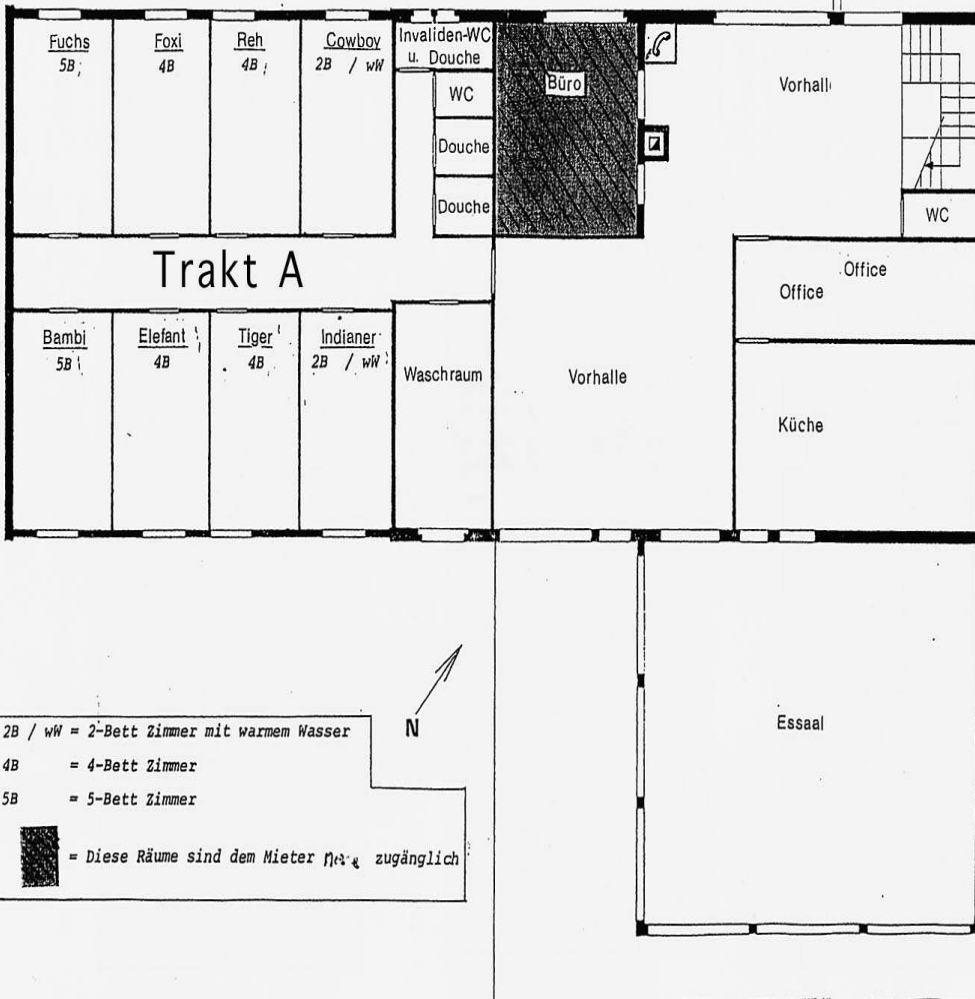 Fuchs
5B
Foxi
4B
Reh
4B
Cowboy
2B / wW
Invaliden-WC
u. Douche
WC
Douche
Douche
Büro
Vorhall
WC
Trakt A
Office
Office
Bambi
5B
Elefant
4B
Tiger
4B
Indianer
2B / wW
Waschraum
Vorhalle
Küche
Essaal
N
2B / wW = 2-Bett Zimmer mit warmem Wasser
4B = 4-Bett Zimmer
5B = 5-Bett Zimmer
= Diese Räume sind dem Mieter zugänglich